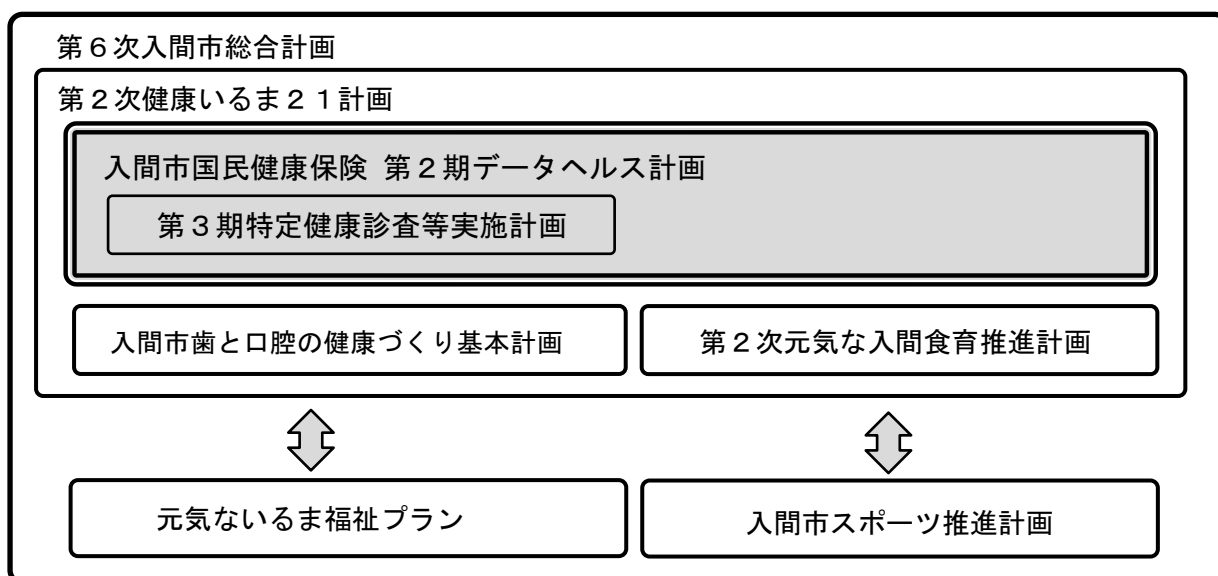 第６次入間市総合計画
第２次健康いるま２１計画
入間市国民健康保険 第２期データヘルス計画
第３期特定健康診査等実施計画
入間市歯と口腔の健康づくり基本計画
第２次元気な入間食育推進計画
元気ないるま福祉プラン
入間市スポーツ推進計画